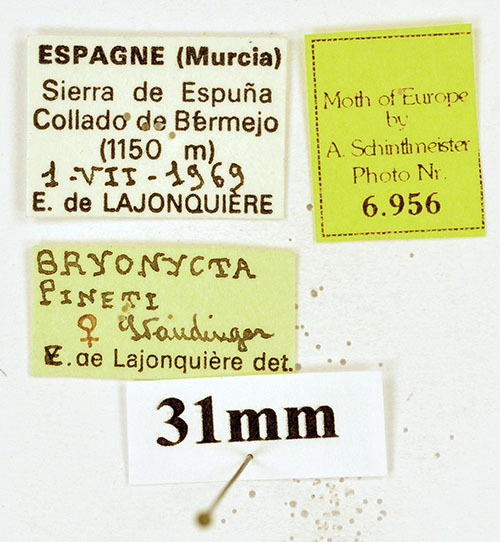 ESPAGNE (Murcia)
Sierra de Espuña
Collado de Bermejo
(1150 m)
1-VII-1969
E. de LAJONQUIÈRE
Moth of Europe
by
A. Schintlmeister
Photo Nr.
6.956
BRYONYCTA
PINETI
♀ Staudinger
E. de Lajonquière det.
31mm